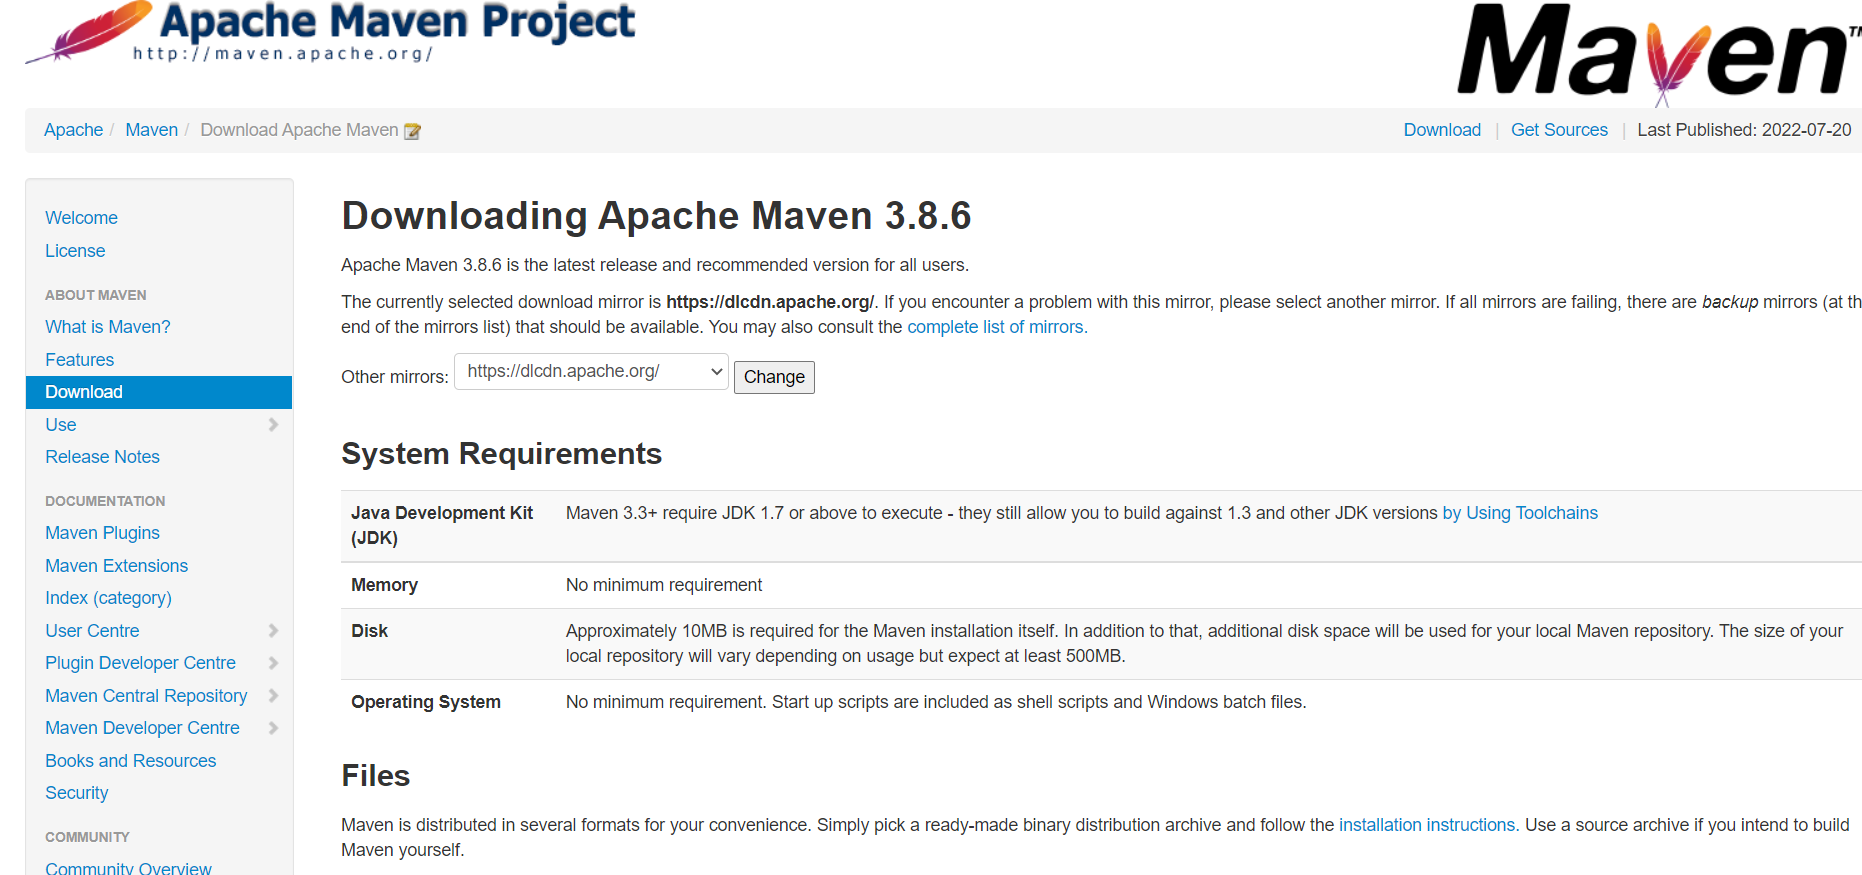 Apache Maven Project
http://maven.apache.org/
Maven™
Apache / Maven / Download Apache Maven
Download | Get Sources | Last Published: 2022-07-20
Welcome
License
ABOUT MAVEN
What is Maven?
Features
Download
Use
Release Notes
DOCUMENTATION
Maven Plugins
Maven Extensions
Index (category)
User Centre
Plugin Developer Centre
Maven Central Repository
Maven Developer Centre
Books and Resources
Security
COMMUNITY
Community Overview
Downloading Apache Maven 3.8.6
Apache Maven 3.8.6 is the latest release and recommended version for all users.
The currently selected download mirror is https://dlcdn.apache.org/. If you encounter a problem with this mirror, please select another mirror. If all mirrors are failing, there are backup mirrors (at th
end of the mirrors list) that should be available. You may also consult the complete list of mirrors.
Other mirrors: https://dlcdn.apache.org/ Change
System Requirements
Java Development Kit Maven 3.3+ require JDK 1.7 or above to execute - they still allow you to build against 1.3 and other JDK versions by Using Toolchains
(JDK)
Memory No minimum requirement
Disk Approximately 10MB is required for the Maven installation itself. In addition to that, additional disk space will be used for your local Maven repository. The size of your
local repository will vary depending on usage but expect at least 500MB.
Operating System No minimum requirement. Start up scripts are included as shell scripts and Windows batch files.
Files
Maven is distributed in several formats for your convenience. Simply pick a ready-made binary distribution archive and follow the installation instructions. Use a source archive if you intend to build
Maven yourself.